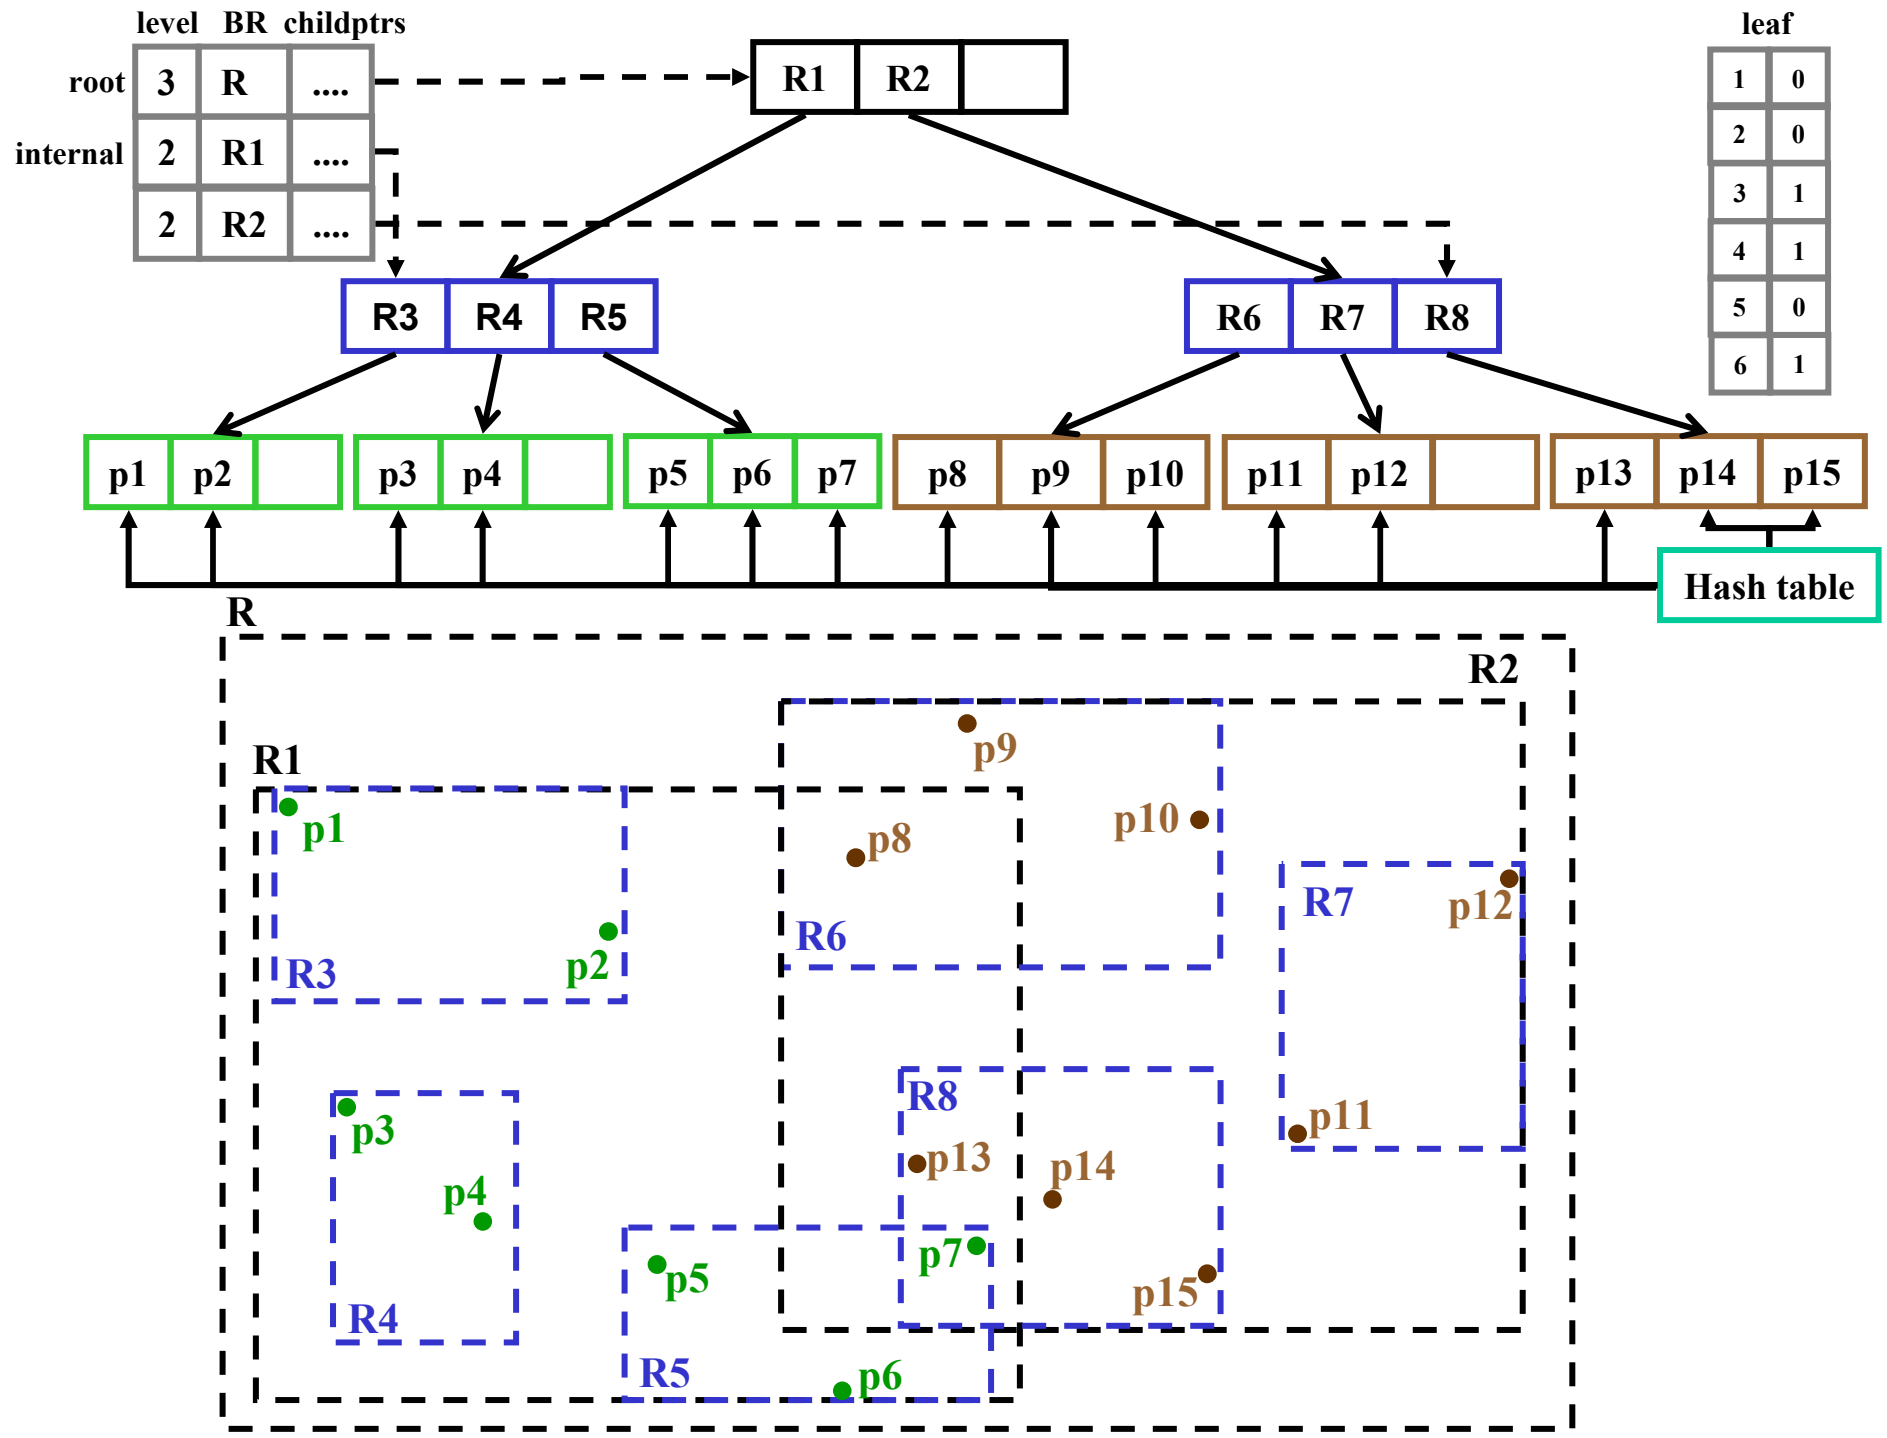 level BR childptrs
root 3 R ....
internal 2 R1 ....
2 R2 ....
R1 R2
leaf
1 0
2 0
3 1
4 1
5 0
6 1
R3 R4 R5
R6 R7 R8
p1 p2
p3 p4
p5 p6 p7
p8 p9 p10
p11 p12
p13 p14 p15
Hash table
R
R2
p9
R1
p1
p8
p10
R7
p12
R6
p2
R3
R8
p11
p3
p13
p14
p4
p7
p5
p15
R4
R5
p6